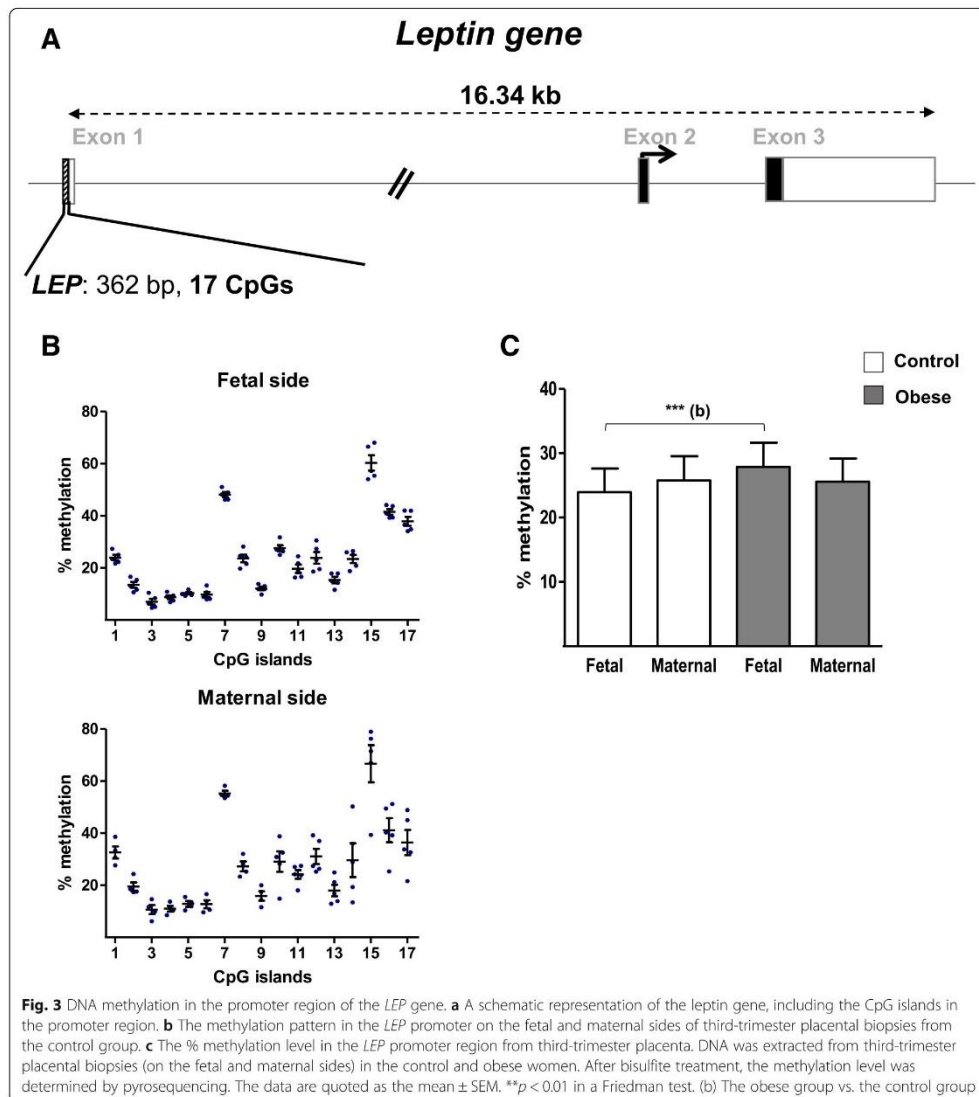 A
Leptin gene
16.34 kb
Exon 1
Exon 2
Exon 3
LEP: 362 bp, 17 CpGs
B
Fetal side
% methylation
80
60
40
20
1 3 5 7 9 11 13 15 17
CpG islands
Maternal side
% methylation
80
60
40
20
1 3 5 7 9 11 13 15 17
CpG islands
C
Control
Obese
% methylation
40
30
20
10
*** (b)
Fetal Maternal Fetal Maternal
Fig. 3 DNA methylation in the promoter region of the LEP gene. a A schematic representation of the leptin gene, including the CpG islands in
the promoter region. b The methylation pattern in the LEP promoter on the fetal and maternal sides of third-trimester placental biopsies from
the control group. c The % methylation level in the LEP promoter region from third-trimester placenta. DNA was extracted from third-trimester
placental biopsies (on the fetal and maternal sides) in the control and obese women. After bisulfite treatment, the methylation level was
determined by pyrosequencing. The data are quoted as the mean ± SEM. **p < 0.01 in a Friedman test. (b) The obese group vs. the control group